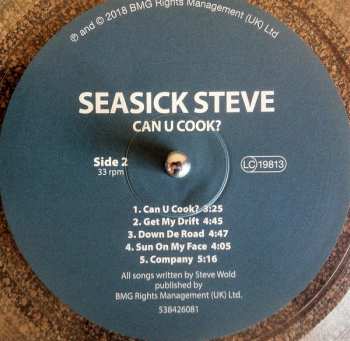 ℗ and © 2018 BMG Rights Management (UK) Ltd
SEASICK STEVE
CAN U COOK?
Side 2
33 rpm
LC 19813
1. Can U Cook? 3:25
2. Get My Drift 4:45
3. Down De Road 4:47
4. Sun On My Face 4:05
5. Company 5:16
All songs written by Steve Wold
published by
BMG Rights Management (UK) Ltd.
538426081